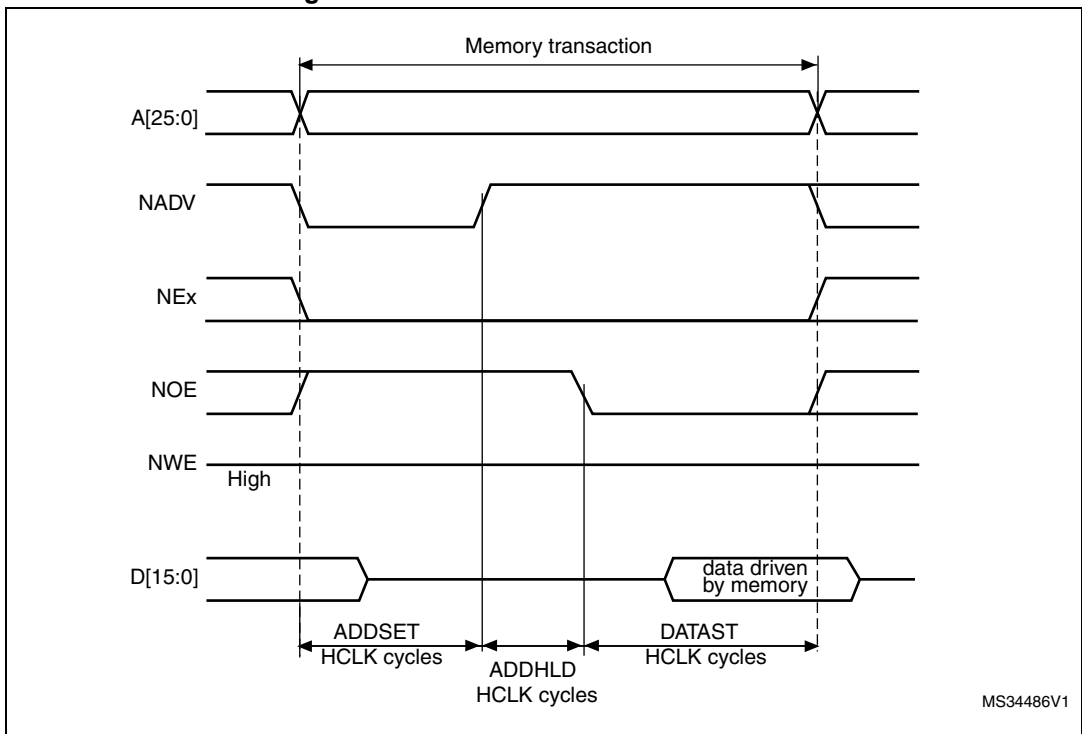 Memory transaction
A[25:0]
NADV
NEx
NOE
NWE
High
D[15:0]
data driven
by memory
ADDSET
HCLK cycles
ADDHLD
HCLK cycles
DATAST
HCLK cycles
MS34486V1